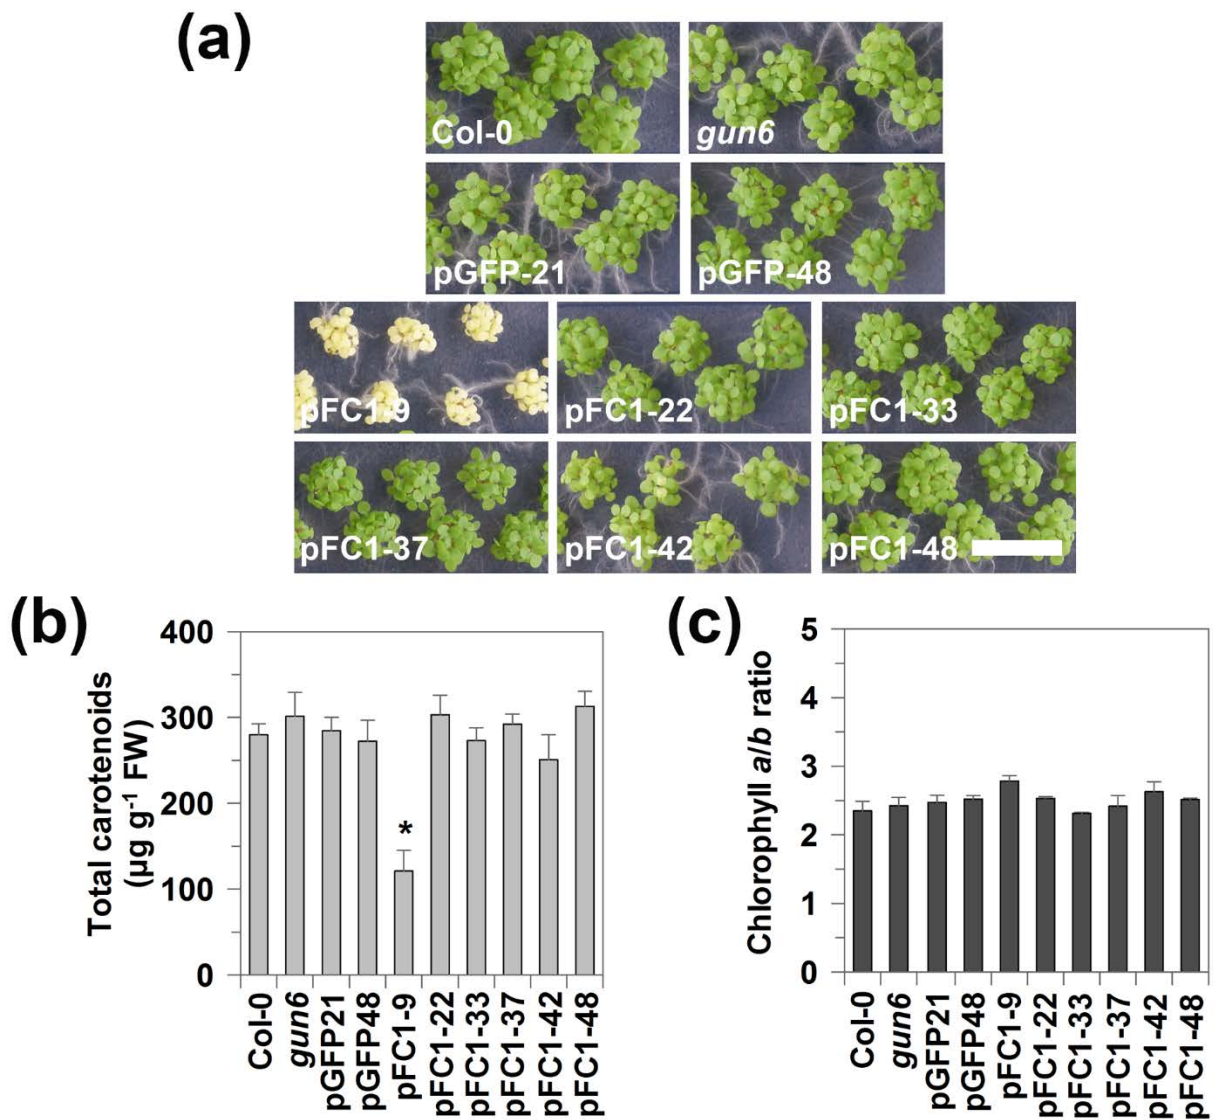 (a)
Col-0
gun6
pGFP-21
pGFP-48
pFC1-9
pFC1-22
pFC1-33
pFC1-37
pFC1-42
pFC1-48
(b)
Total carotenoids
(µg g⁻¹ FW)
400
300
200
100
0
*
Col-0
gun6
pGFP21
pGFP48
pFC1-9
pFC1-22
pFC1-33
pFC1-37
pFC1-42
pFC1-48
(c)
Chlorophyll a/b ratio
5
4
3
2
1
0
Col-0
gun6
pGFP21
pGFP48
pFC1-9
pFC1-22
pFC1-33
pFC1-37
pFC1-42
pFC1-48